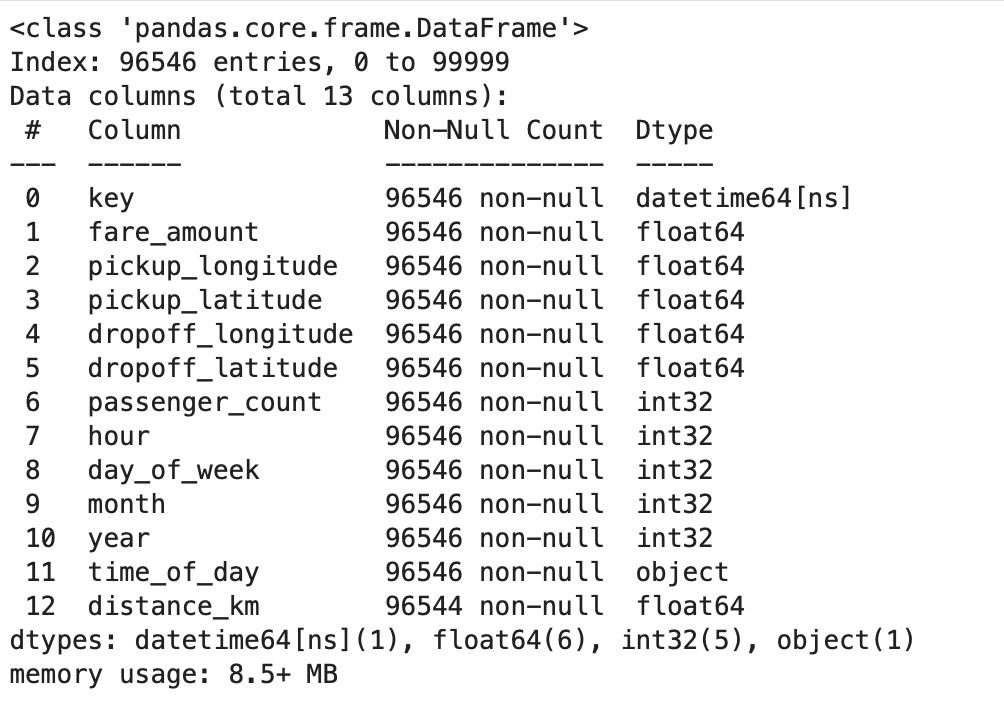 <class 'pandas.core.frame.DataFrame'>
Index: 96546 entries, 0 to 99999
Data columns (total 13 columns):
 #   Column             Non-Null Count  Dtype
---  ------             --------------  -----
 0   key                96546 non-null  datetime64[ns]
 1   fare_amount        96546 non-null  float64
 2   pickup_longitude   96546 non-null  float64
 3   pickup_latitude    96546 non-null  float64
 4   dropoff_longitude  96546 non-null  float64
 5   dropoff_latitude   96546 non-null  float64
 6   passenger_count    96546 non-null  int32
 7   hour               96546 non-null  int32
 8   day_of_week        96546 non-null  int32
 9   month              96546 non-null  int32
 10  year               96546 non-null  int32
 11  time_of_day        96546 non-null  object
 12  distance_km        96544 non-null  float64
dtypes: datetime64[ns](1), float64(6), int32(5), object(1)
memory usage: 8.5+ MB